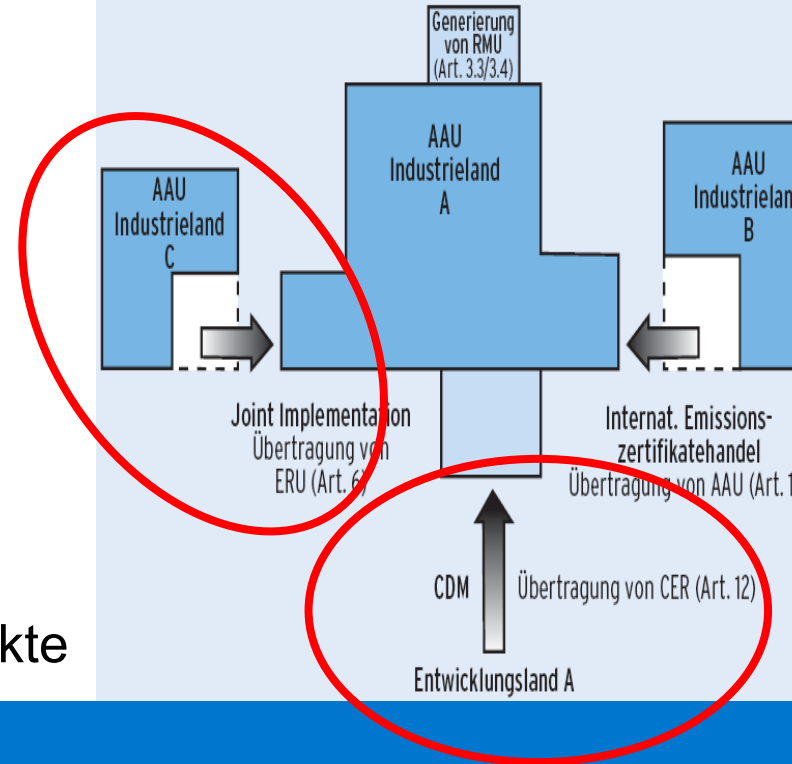 Generierung
von RMU
(Art. 3.3/3.4)
AAU
Industrieland
A
AAU
Industrieland
C
AAU
Industrielan
B
Joint Implementation
Übertragung von
ERU (Art. 6)
Internat. Emissions-
zertifikatehandel
Übertragung von AAU (Art. 1
CDM
Übertragung von CER (Art. 12)
Entwicklungsland A
kte